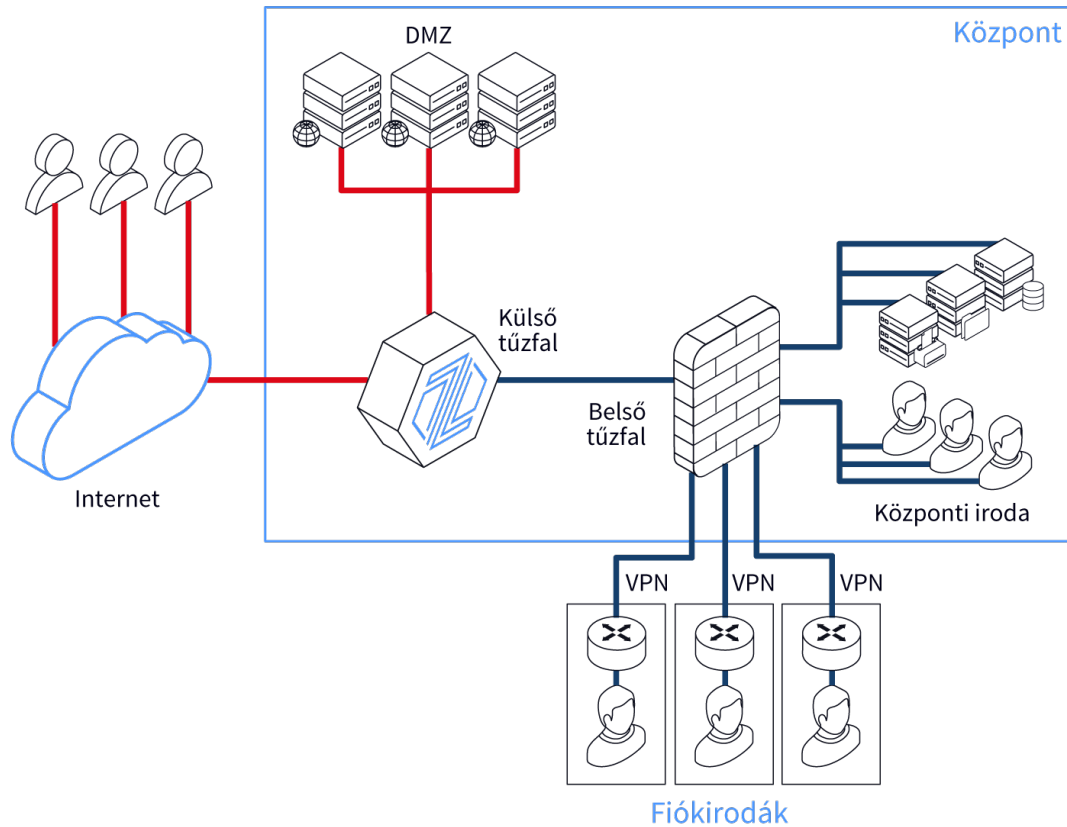 DMZ
Központ
Külső
tűzfal
Belső
tűzfal
Internet
Központi iroda
VPN
VPN
VPN
Fiókirodák